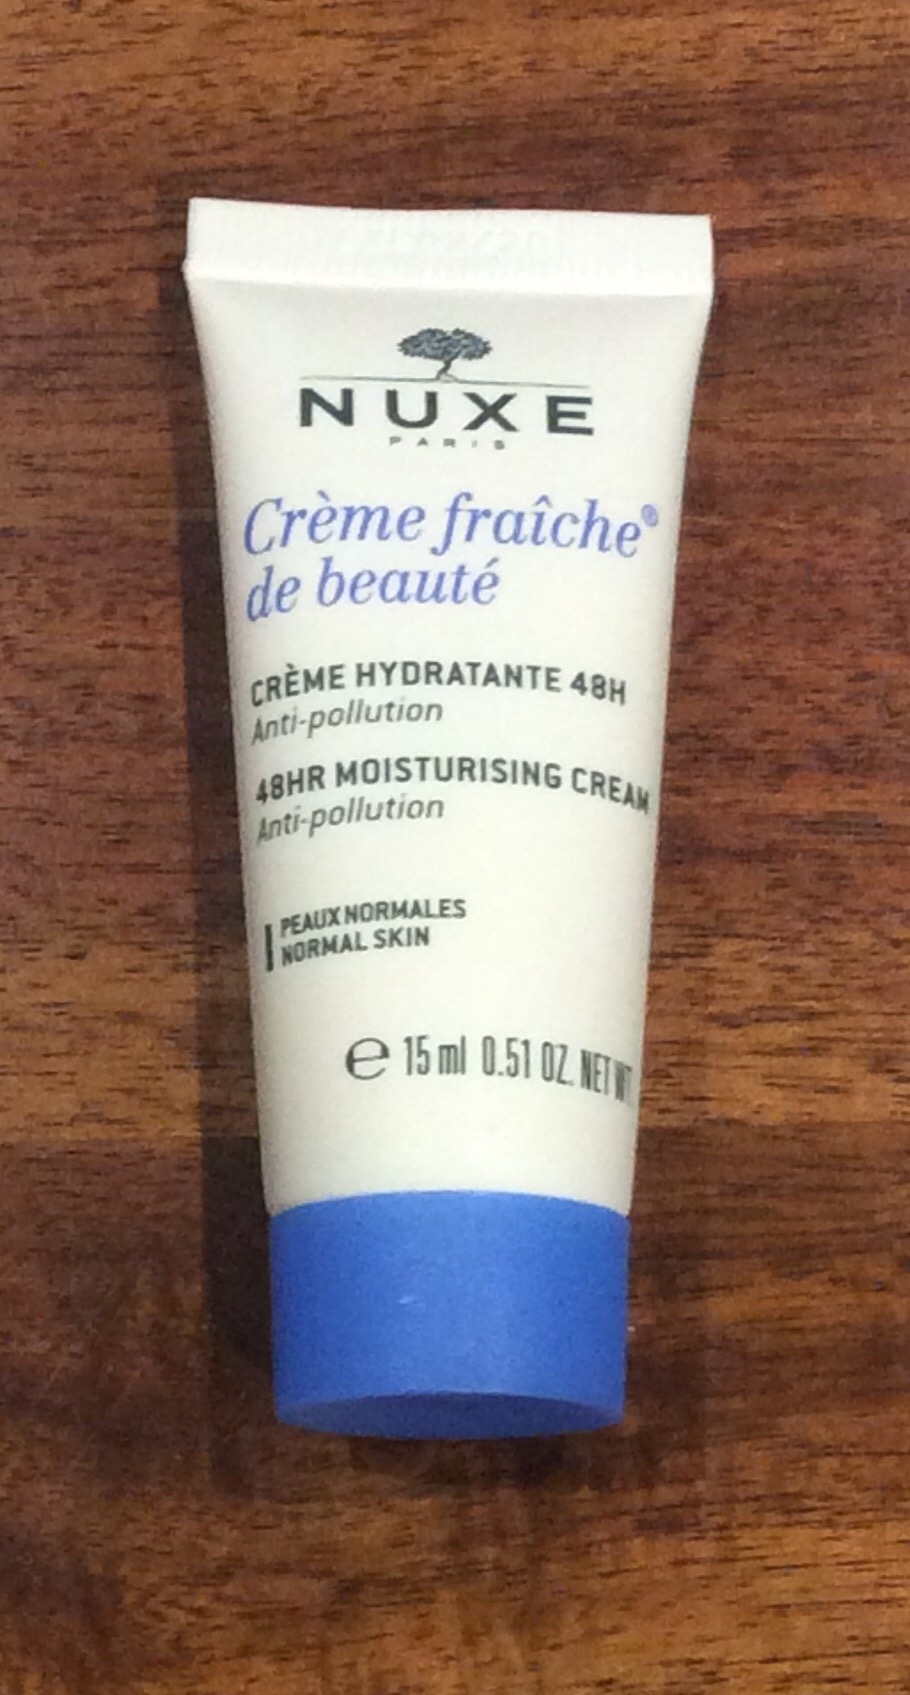 NUXE
PARIS
Crème fraîche®
de beauté
CRÈME HYDRATANTE 48H
Anti-pollution
48HR MOISTURISING CREAM
Anti-pollution
PEAUX NORMALES
NORMAL SKIN
℮ 15 ml 0.51 OZ. NET WT.